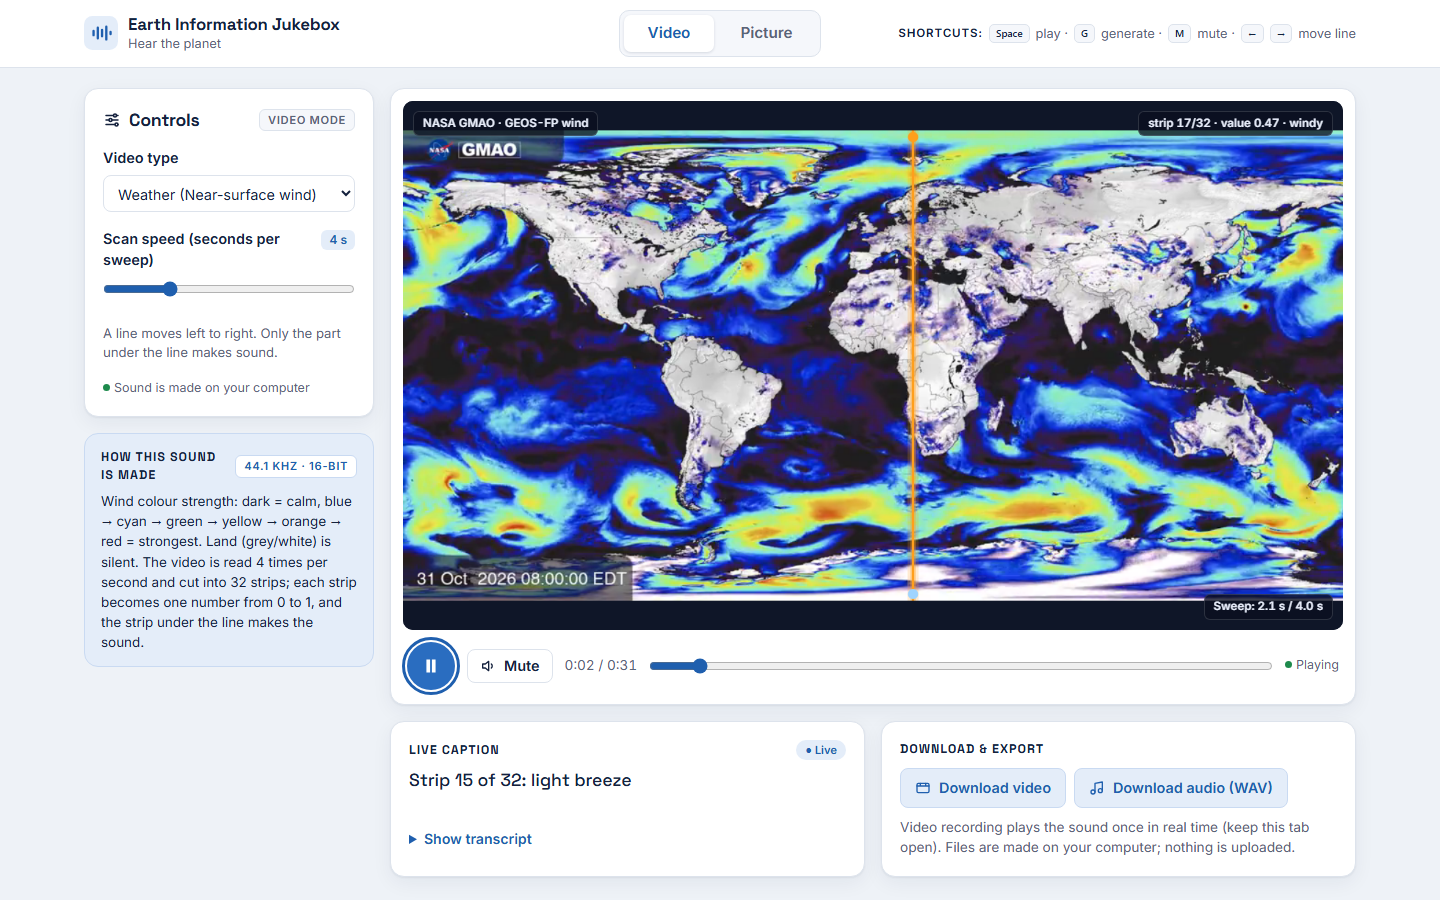 Earth Information Jukebox
Hear the planet
Video
Picture
SHORTCUTS: Space play · G generate · M mute · ← → move line
Controls
VIDEO MODE
Video type
Weather (Near-surface wind)
Scan speed (seconds per sweep)
4 s
A line moves left to right. Only the part
under the line makes sound.
Sound is made on your computer
HOW THIS SOUND
IS MADE
44.1 KHZ · 16-BIT
Wind colour strength: dark = calm, blue
→ cyan → green → yellow → orange →
red = strongest. Land (grey/white) is
silent. The video is read 4 times per
second and cut into 32 strips; each strip
becomes one number from 0 to 1, and
the strip under the line makes the
sound.
NASA GMAO · GEOS-FP wind
strip 17/32 · value 0.47 · windy
NASA
GMAO
31 Oct 2026 08:00:00 EDT
Sweep: 2.1 s / 4.0 s
Mute
0:02 / 0:31
Playing
LIVE CAPTION
Live
Strip 15 of 32: light breeze
Show transcript
DOWNLOAD & EXPORT
Download video
Download audio (WAV)
Video recording plays the sound once in real time (keep this tab
open). Files are made on your computer; nothing is uploaded.